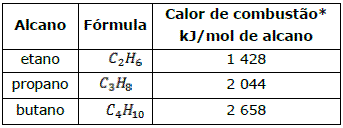 Alcano Fórmula Calor de combustão* kJ/mol de alcano
etano C₂H₆ 1 428
propano C₃H₈ 2 044
butano C₄H₁₀ 2 658